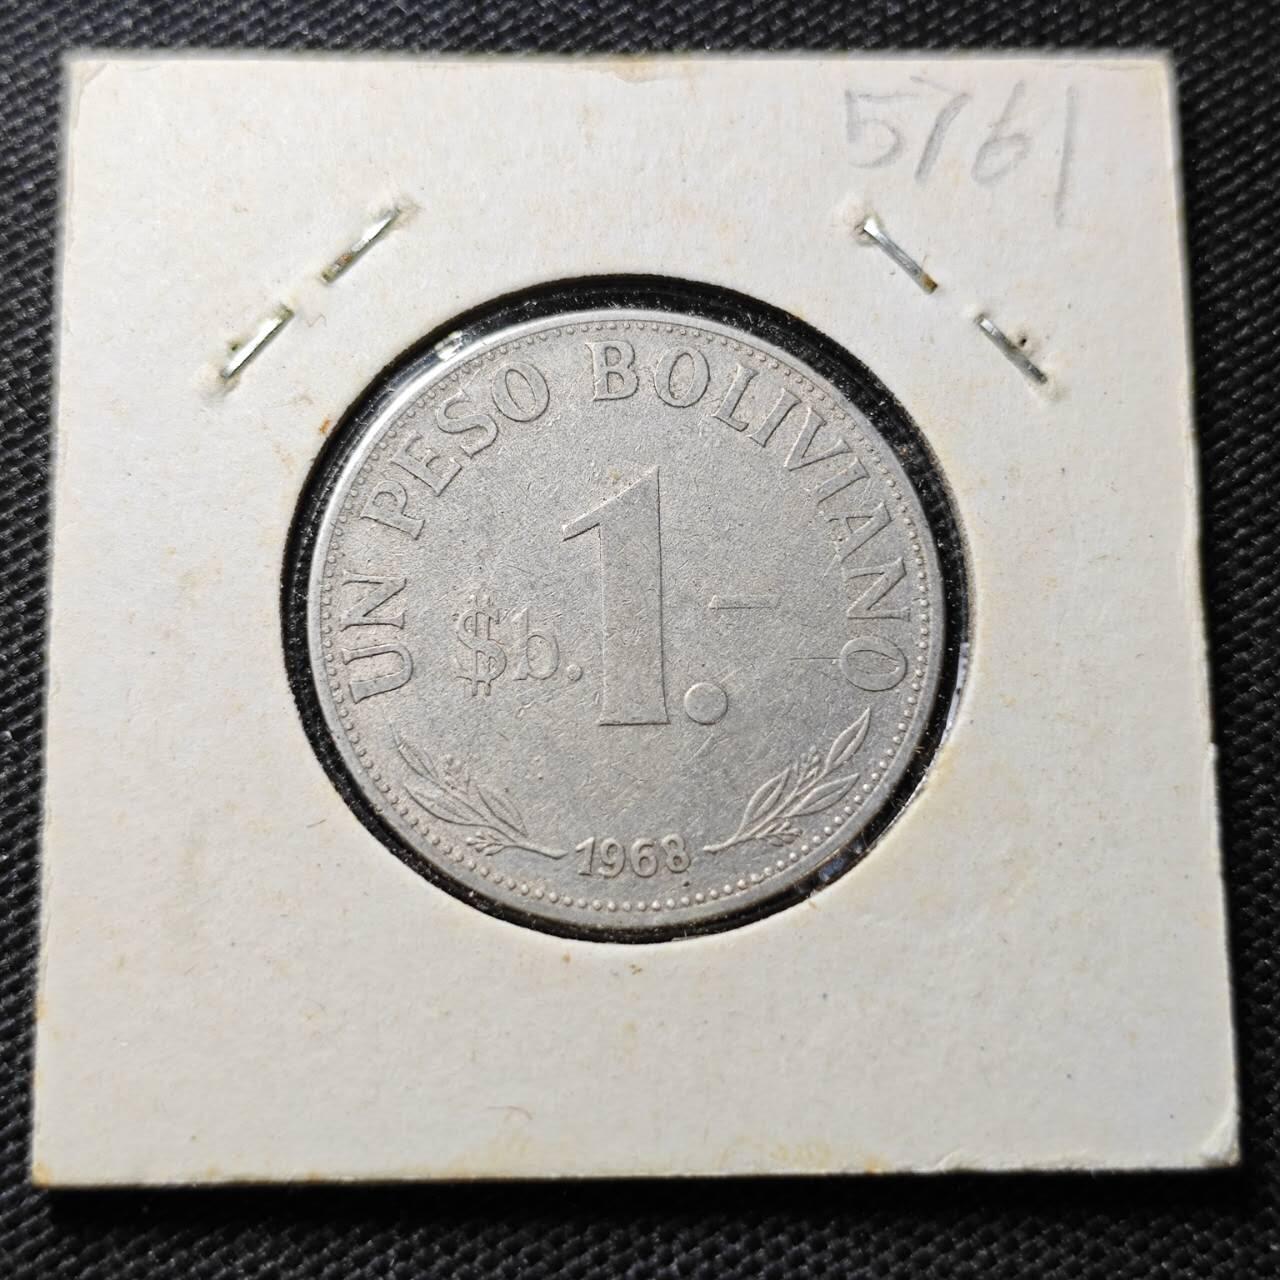 5761
UN PESO BOLIVIANO
$b. 1.-
1968